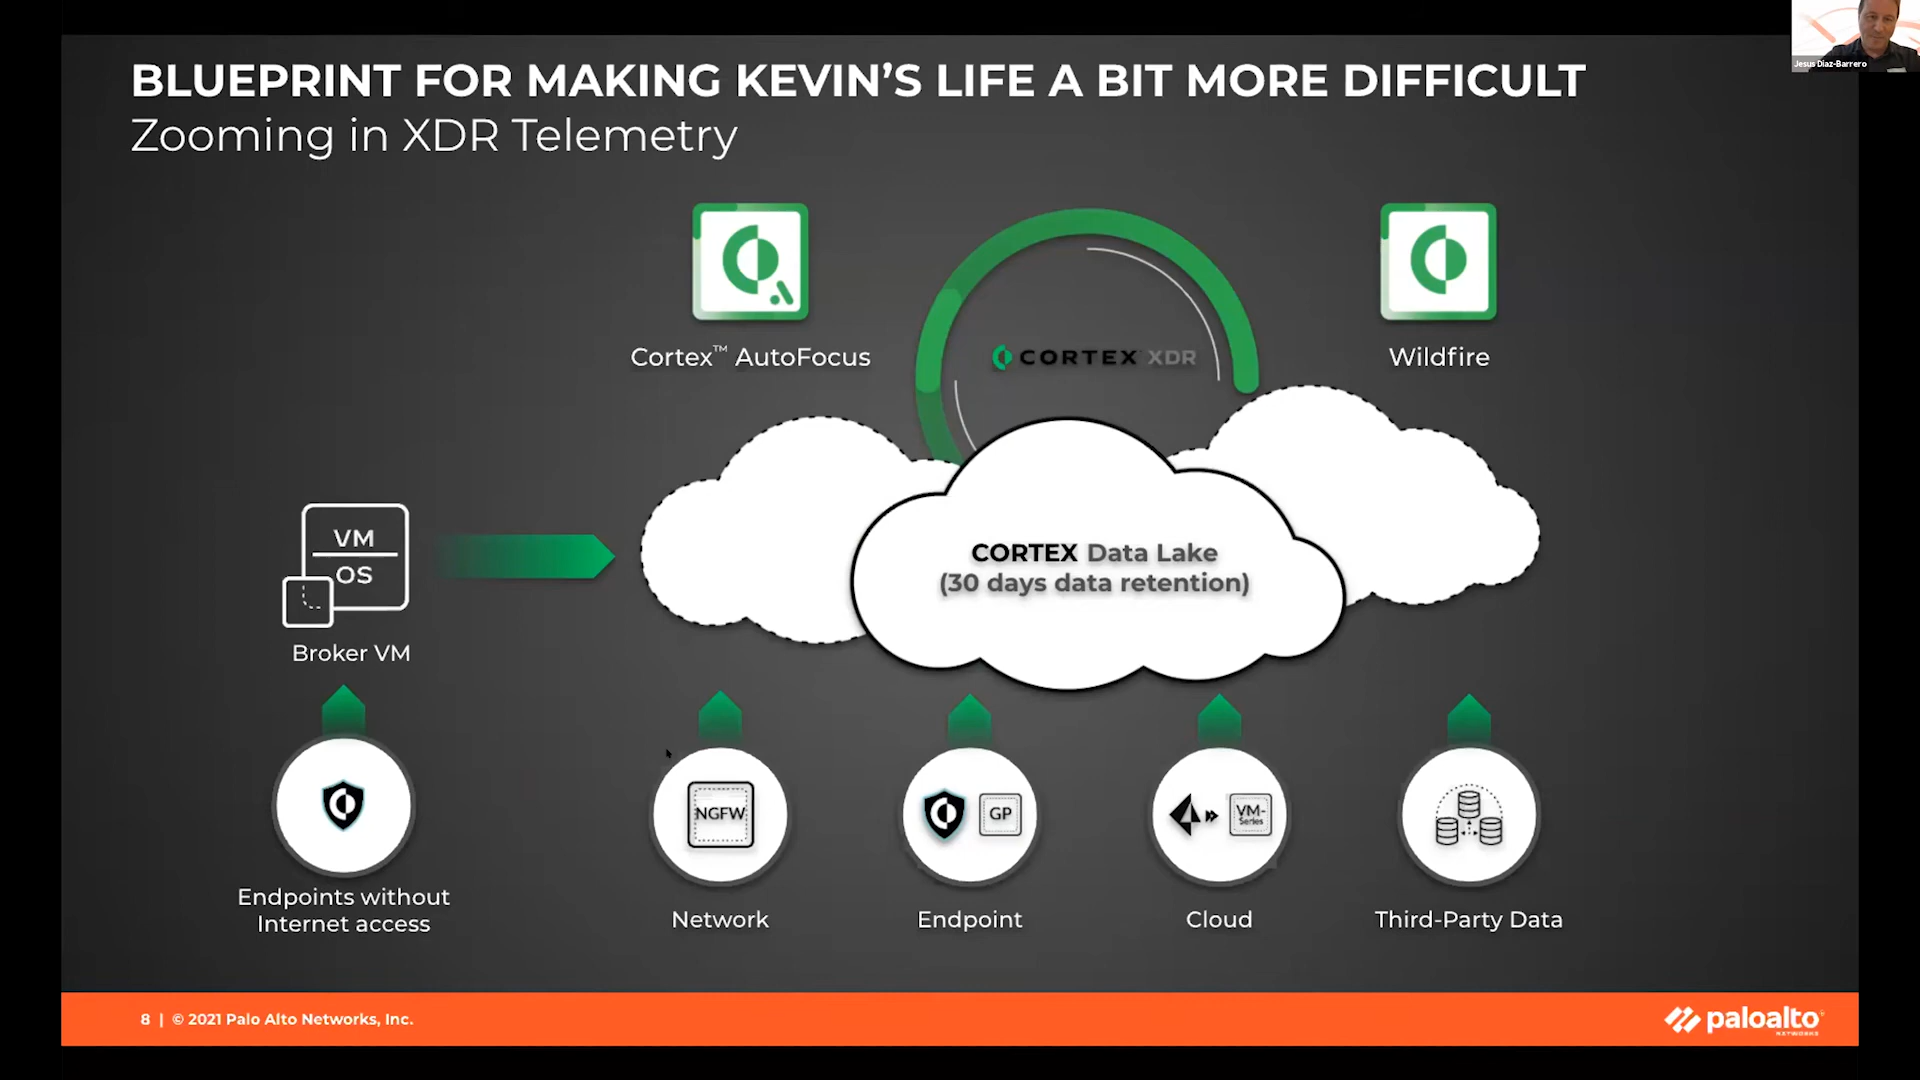 Jesus Diaz-Barrero
BLUEPRINT FOR MAKING KEVIN’S LIFE A BIT MORE DIFFICULT
Zooming in XDR Telemetry
Cortex™ AutoFocus
CORTEX XDR
Wildfire
VM
OS
Broker VM
CORTEX Data Lake
(30 days data retention)
NGFW
GP
VM-
Series
Endpoints without
Internet access
Network
Endpoint
Cloud
Third-Party Data
8 | © 2021 Palo Alto Networks, Inc.
paloalto
NETWORKS